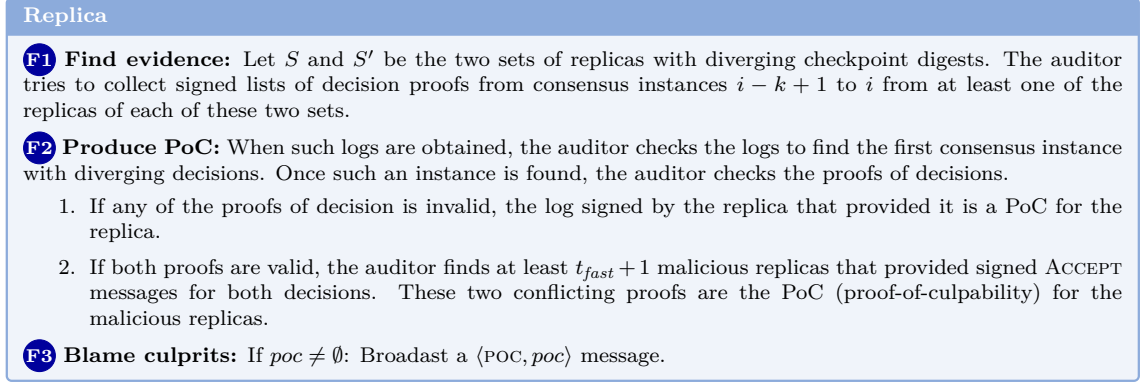 Replica
F1 Find evidence: Let S and S′ be the two sets of replicas with diverging checkpoint digests. The auditor
tries to collect signed lists of decision proofs from consensus instances i − k + 1 to i from at least one of the
replicas of each of these two sets.
F2 Produce PoC: When such logs are obtained, the auditor checks the logs to find the first consensus instance
with diverging decisions. Once such an instance is found, the auditor checks the proofs of decisions.
1. If any of the proofs of decision is invalid, the log signed by the replica that provided it is a PoC for the
replica.
2. If both proofs are valid, the auditor finds at least t_fast + 1 malicious replicas that provided signed ACCEPT
messages for both decisions. These two conflicting proofs are the PoC (proof-of-culpability) for the
malicious replicas.
F3 Blame culprits: If poc ≠ ∅: Broadast a ⟨POC, poc⟩ message.